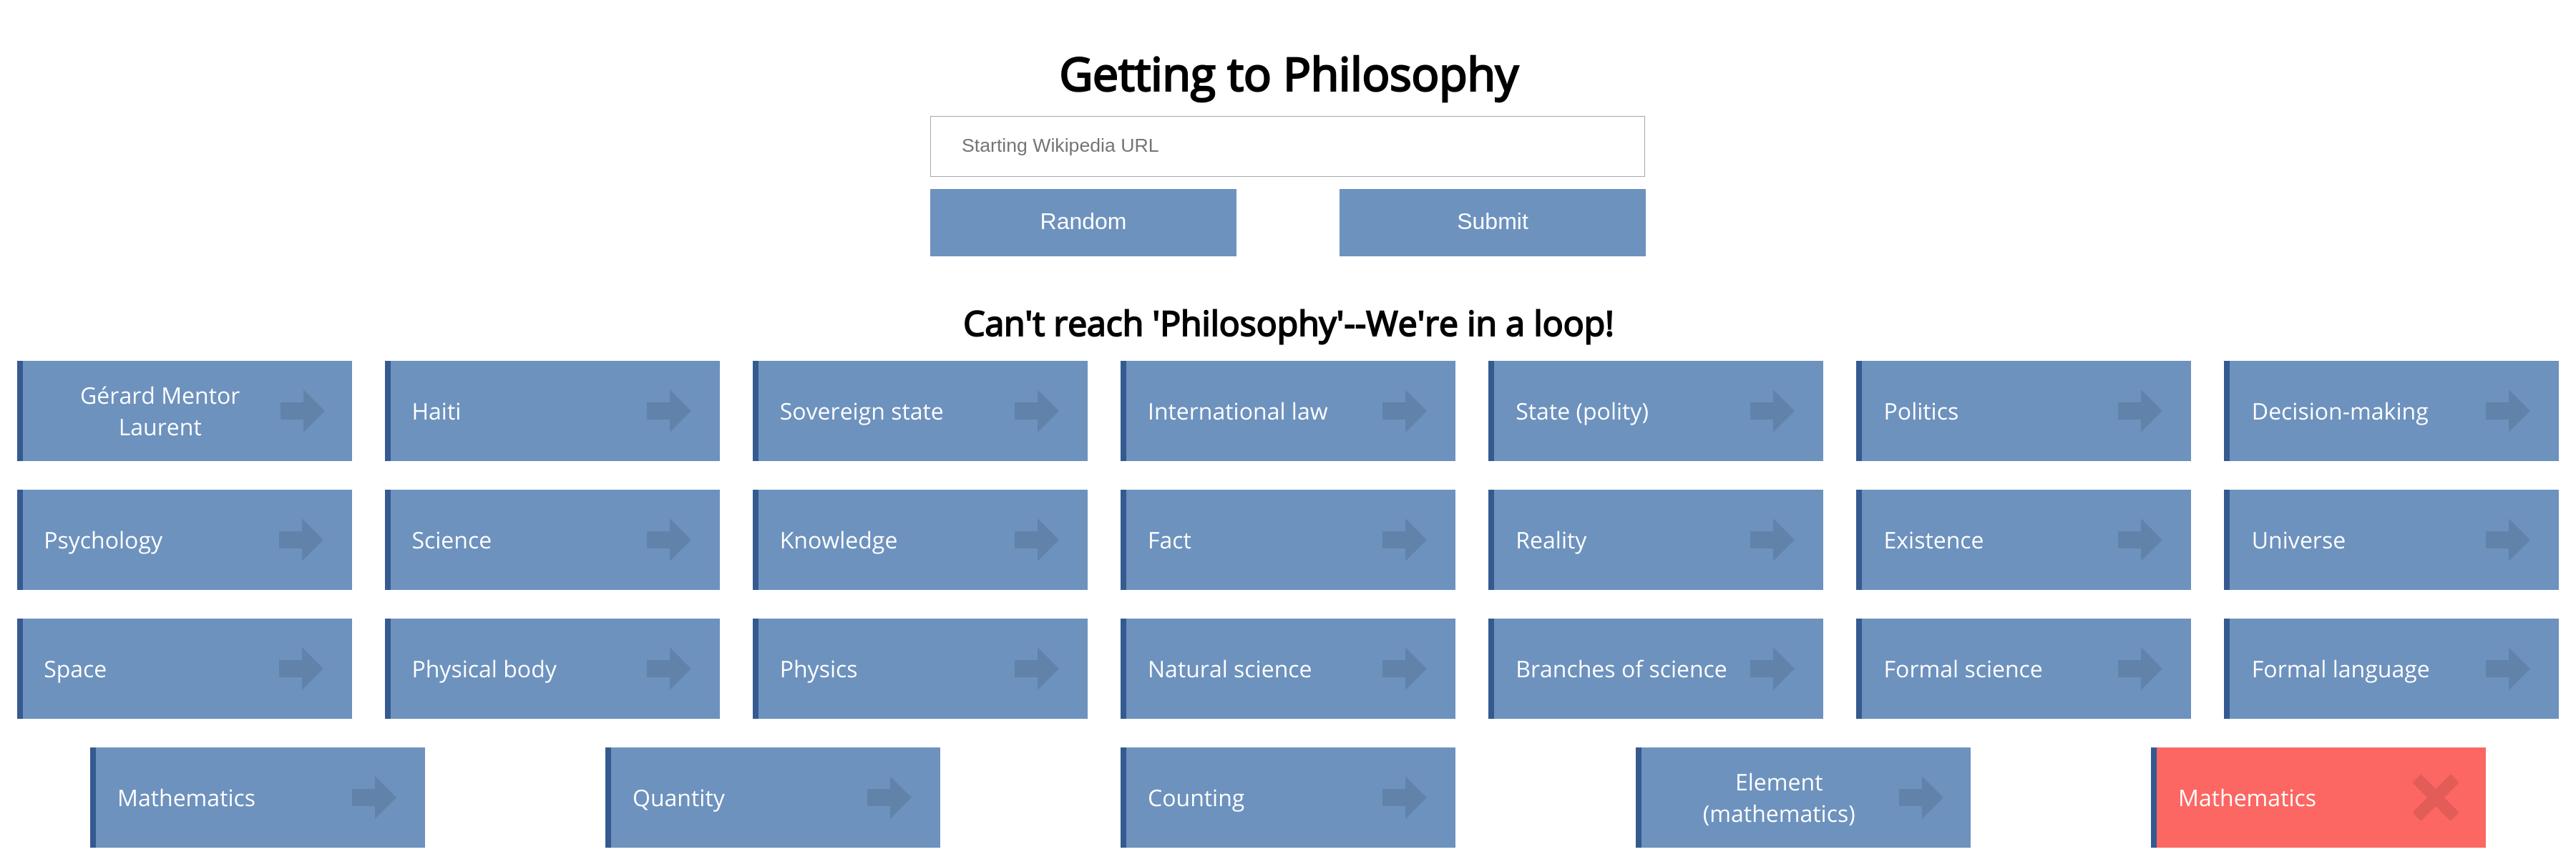 Getting to Philosophy
Starting Wikipedia URL
Random
Submit
Can't reach 'Philosophy'--We're in a loop!
Gérard Mentor
Laurent
Haiti
Sovereign state
International law
State (polity)
Politics
Decision-making
Psychology
Science
Knowledge
Fact
Reality
Existence
Universe
Space
Physical body
Physics
Natural science
Branches of science
Formal science
Formal language
Mathematics
Quantity
Counting
Element
(mathematics)
Mathematics